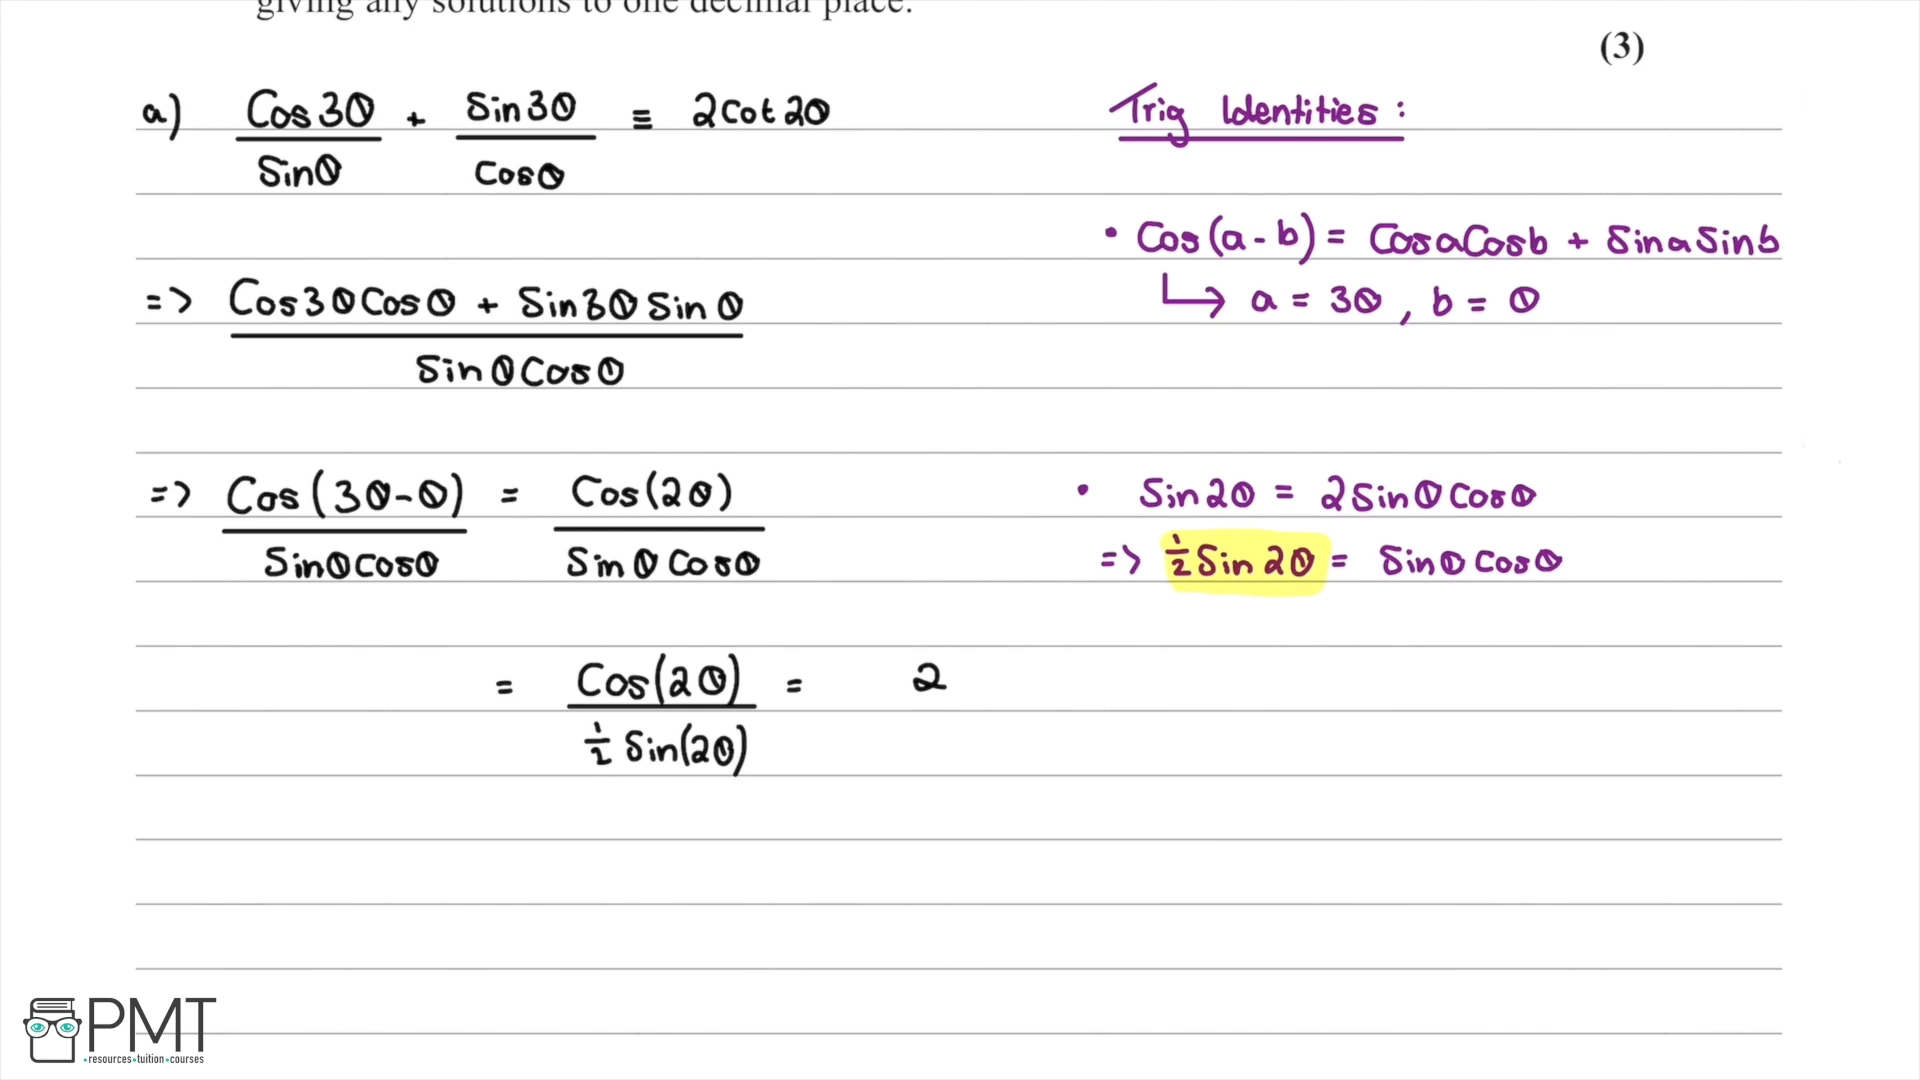 giving any solutions to one decimal place.
(3)
a) Cos3θ/Sinθ + Sin3θ/Cosθ ≡ 2Cot2θ
Trig Identities:
• Cos(a-b) = CosaCosb + SinaSinb
↳ a = 3θ, b = θ
=> Cos3θCosθ + Sin3θSinθ / SinθCosθ
=> Cos(3θ-θ)/SinθCosθ = Cos(2θ)/SinθCosθ
• Sin2θ = 2SinθCosθ
=> ½Sin2θ = SinθCosθ
= Cos(2θ)/½Sin(2θ) = 2
PMT
•resources•tuition•courses